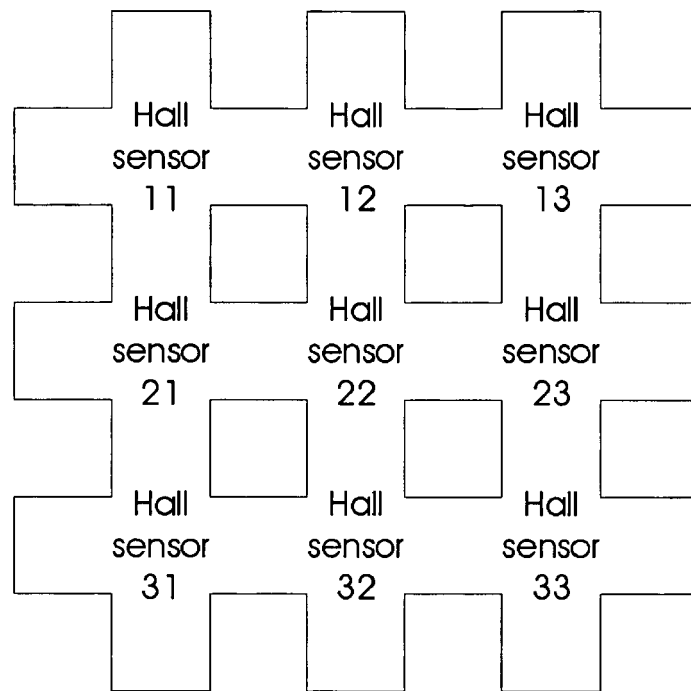 Hall
sensor
11
Hall
sensor
12
Hall
sensor
13
Hall
sensor
21
Hall
sensor
22
Hall
sensor
23
Hall
sensor
31
Hall
sensor
32
Hall
sensor
33